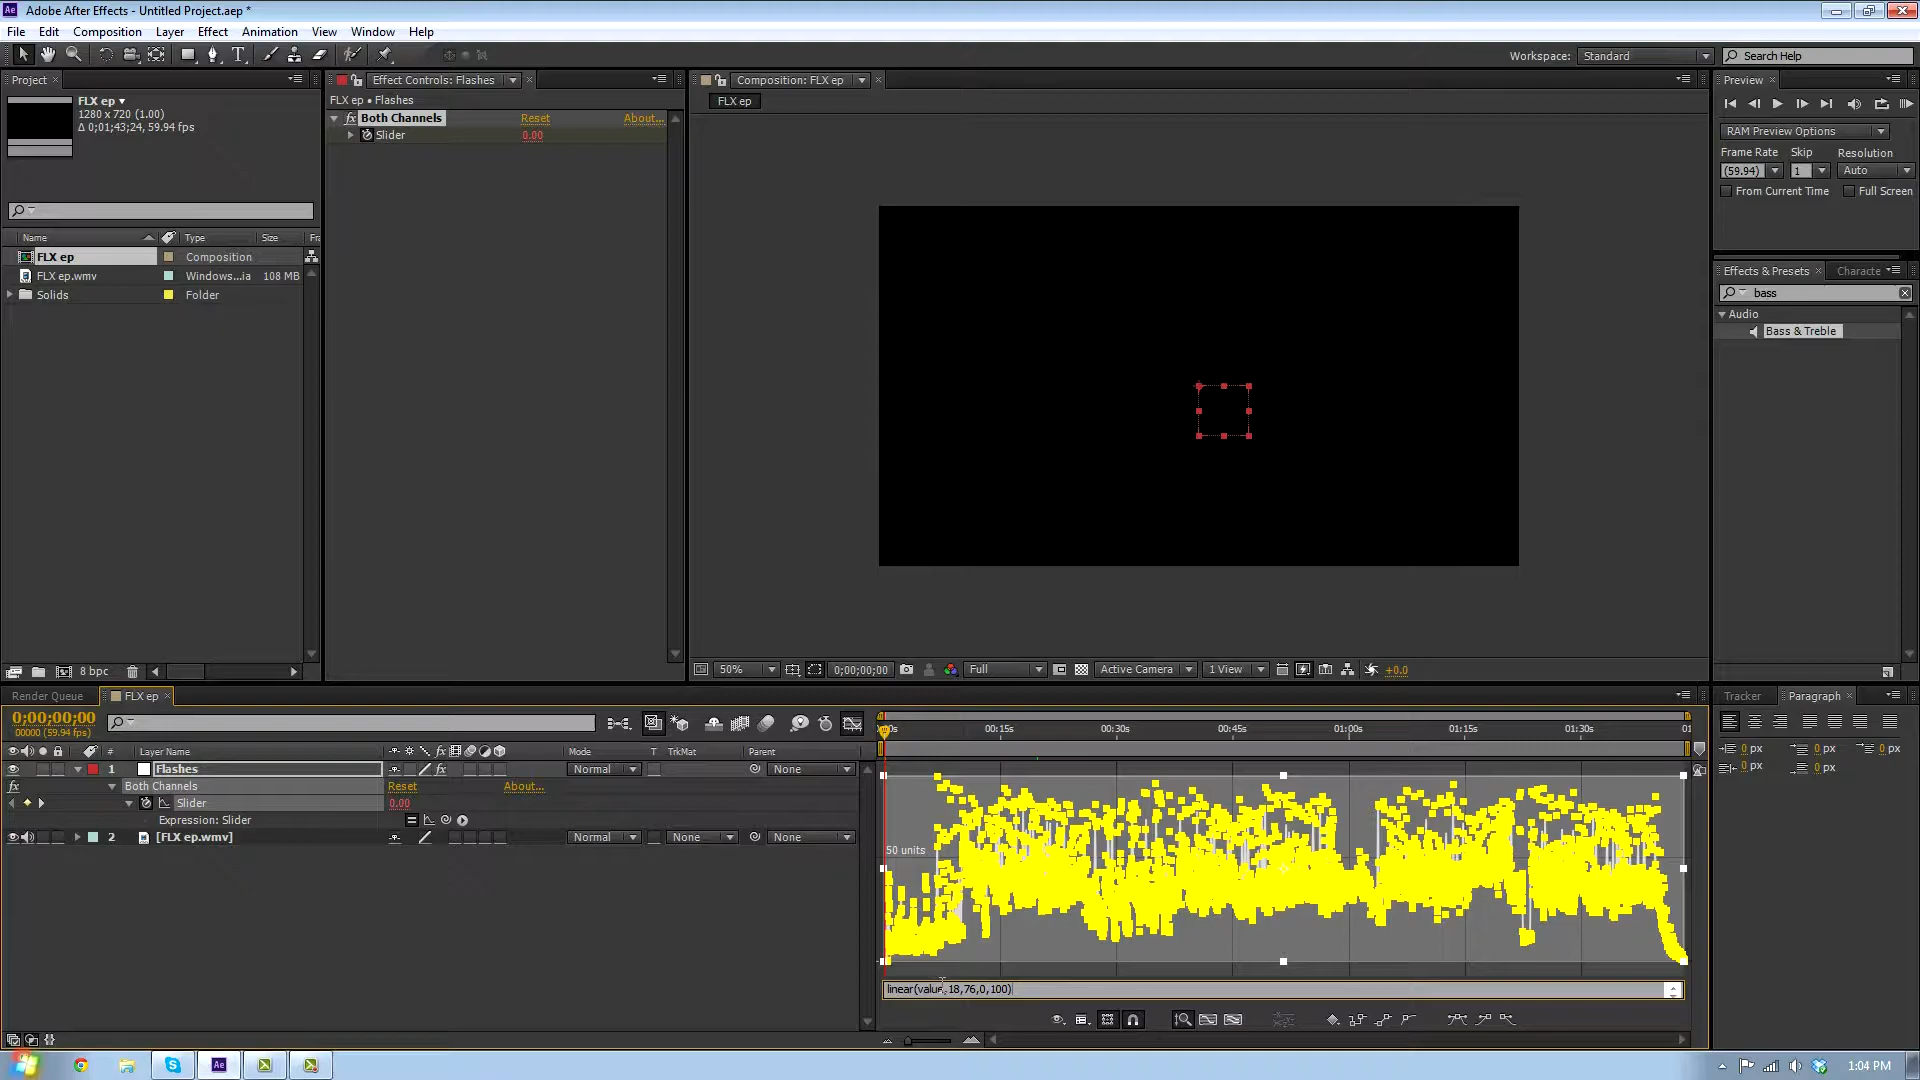 Adobe After Effects - Untitled Project.aep *
File Edit Composition Layer Effect Animation View Window Help
Workspace: Standard Search Help
Project
FLX ep
1280 x 720 (1.00)
Δ 0;01;43;24, 59.94 fps
Name Type Size Fra
FLX ep Composition
FLX ep.wmv Windows...ia 108 MB
Solids Folder
8 bpc
Effect Controls: Flashes
FLX ep • Flashes
fx Both Channels Reset About...
Slider 0.00
Composition: FLX ep
FLX ep
50% 0;00;00;00 Full Active Camera 1 View +0.0
Preview
RAM Preview Options
Frame Rate Skip Resolution
(59.94) 1 Auto
From Current Time Full Screen
Effects & Presets Characte
bass
Audio
Bass & Treble
Render Queue FLX ep
0;00;00;00
00000 (59.94 fps)
# Layer Name Mode T TrkMat Parent
1 Flashes Normal None
fx Both Channels Reset About...
Slider 0.00
Expression: Slider
2 [FLX ep.wmv] Normal None None
00:15s 00:30s 00:45s 01:00s 01:15s 01:30s
50 units
linear(value,18,76,0,100)
Tracker Paragraph
0 px 0 px 0 px
0 px 0 px
1:04 PM